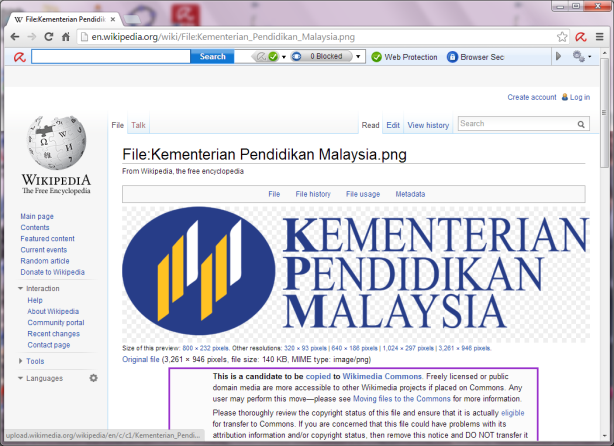 File:Kementerian Pendidik
en.wikipedia.org/wiki/File:Kementerian_Pendidikan_Malaysia.png
Search
0 Blocked
Web Protection
Browser Sec
Create account
Log in
File
Talk
Read
Edit
View history
Search
WIKIPEDIA
The Free Encyclopedia
Main page
Contents
Featured content
Current events
Random article
Donate to Wikipedia
Interaction
Help
About Wikipedia
Community portal
Recent changes
Contact page
Tools
Languages
File:Kementerian Pendidikan Malaysia.png
From Wikipedia, the free encyclopedia
File File history File usage Metadata
KEMENTERIAN
PENDIDIKAN
MALAYSIA
Size of this preview: 800 × 232 pixels. Other resolutions: 320 × 93 pixels | 640 × 186 pixels | 1,024 × 297 pixels | 3,261 × 946 pixels.
Original file (3,261 × 946 pixels, file size: 140 KB, MIME type: image/png)
This is a candidate to be copied to Wikimedia Commons. Freely licensed or public
domain media are more accessible to other Wikimedia projects if placed on Commons. Any
user may perform this move—please see Moving files to the Commons for more information.
Please thoroughly review the copyright status of this file and ensure that it is actually eligible
for transfer to Commons. If you are concerned that this file could have problems with its
attribution information and/or copyright status, then remove this notice and DO NOT transfer it
upload.wikimedia.org/wikipedia/en/c/c1/Kementerian_Pendi...